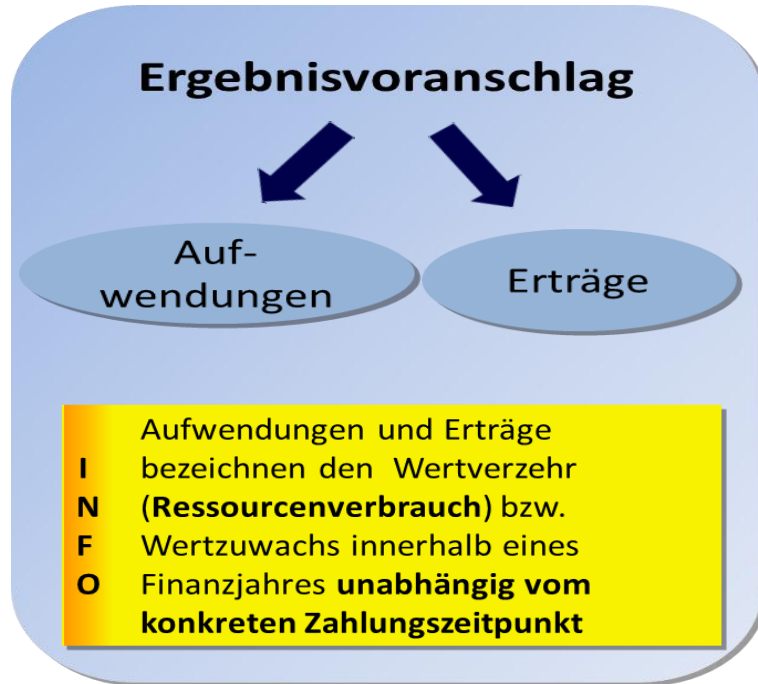 Ergebnisvoranschlag
Auf-
wendungen
Erträge
Aufwendungen und Erträge
I bezeichnen den Wertverzehr
N (Ressourcenverbrauch) bzw.
F Wertzuwachs innerhalb eines
O Finanzjahres unabhängig vom
konkreten Zahlungszeitpunkt